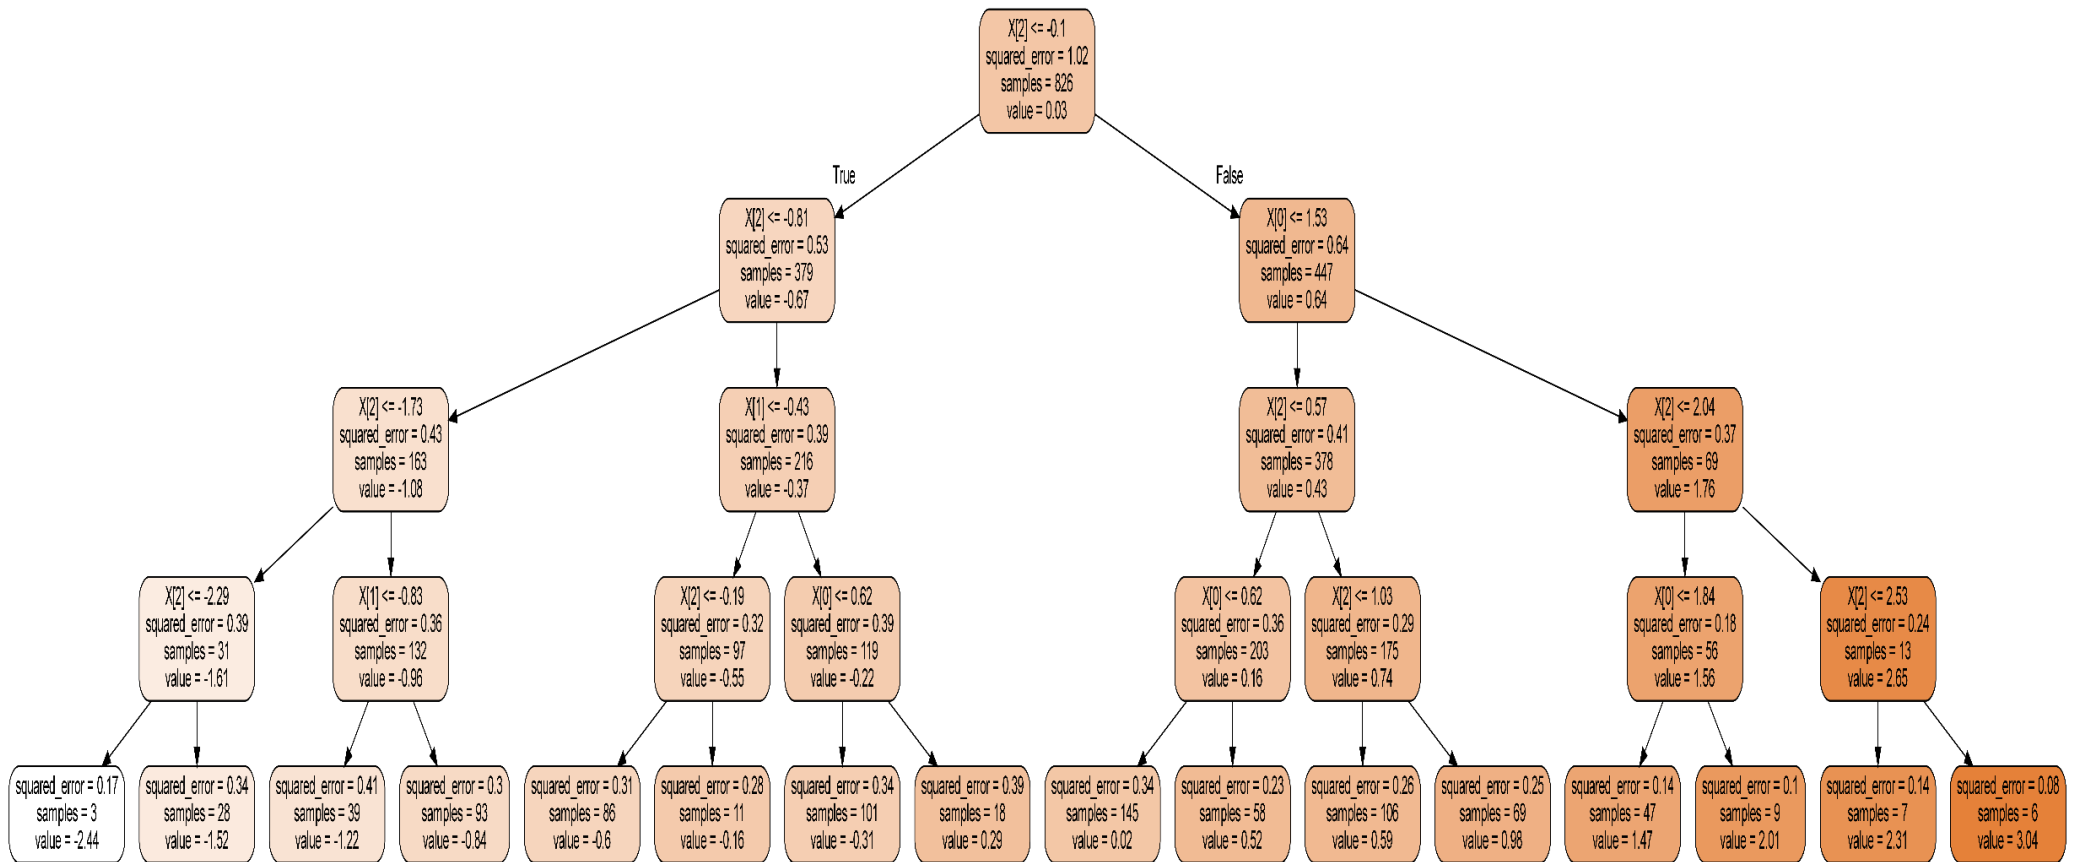 X[2] <= -0.1
squared_error = 1.02
samples = 826
value = 0.03
True
False
X[2] <= -0.81
squared_error = 0.53
samples = 379
value = -0.67
X[0] <= 1.53
squared_error = 0.64
samples = 447
value = 0.64
X[2] <= -1.73
squared_error = 0.43
samples = 163
value = -1.08
X[1] <= -0.43
squared_error = 0.39
samples = 216
value = -0.37
X[2] <= 0.57
squared_error = 0.41
samples = 378
value = 0.43
X[2] <= 2.04
squared_error = 0.37
samples = 69
value = 1.76
X[2] <= -2.29
squared_error = 0.39
samples = 31
value = -1.61
X[1] <= -0.83
squared_error = 0.36
samples = 132
value = -0.96
X[2] <= -0.19
squared_error = 0.32
samples = 97
value = -0.55
X[0] <= 0.62
squared_error = 0.39
samples = 119
value = -0.22
X[0] <= 0.62
squared_error = 0.36
samples = 203
value = 0.16
X[2] <= 1.03
squared_error = 0.29
samples = 175
value = 0.74
X[0] <= 1.84
squared_error = 0.18
samples = 56
value = 1.56
X[2] <= 2.53
squared_error = 0.24
samples = 13
value = 2.65
squared_error = 0.17
samples = 3
value = -2.44
squared_error = 0.34
samples = 28
value = -1.52
squared_error = 0.41
samples = 39
value = -1.22
squared_error = 0.3
samples = 93
value = -0.84
squared_error = 0.31
samples = 86
value = -0.6
squared_error = 0.28
samples = 11
value = -0.16
squared_error = 0.34
samples = 101
value = -0.31
squared_error = 0.39
samples = 18
value = 0.29
squared_error = 0.34
samples = 145
value = 0.02
squared_error = 0.23
samples = 58
value = 0.52
squared_error = 0.26
samples = 106
value = 0.59
squared_error = 0.25
samples = 69
value = 0.98
squared_error = 0.14
samples = 47
value = 1.47
squared_error = 0.1
samples = 9
value = 2.01
squared_error = 0.14
samples = 7
value = 2.31
squared_error = 0.08
samples = 6
value = 3.04